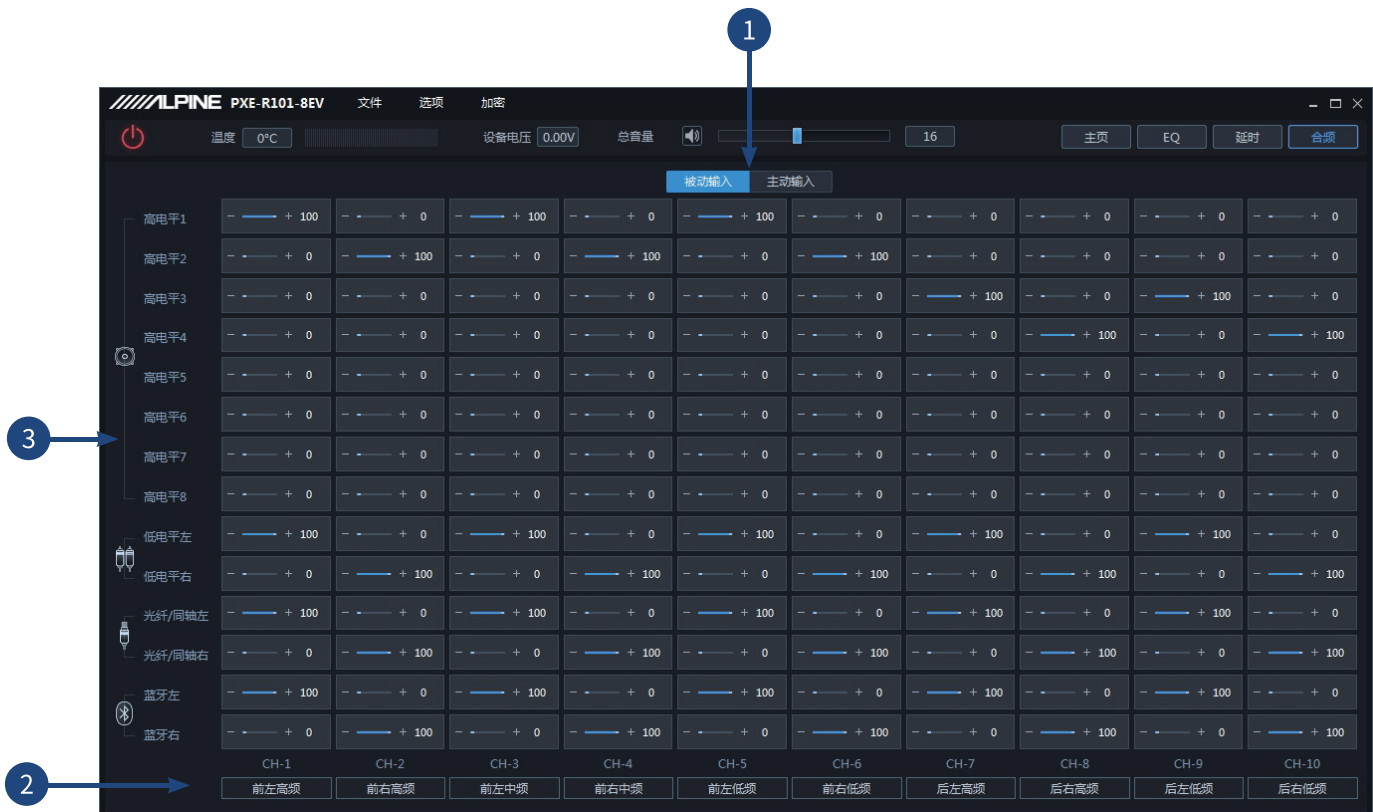 1
ALPINE PXE-R101-8EV 文件 选项 加密
温度 0°C 设备电压 0.00V 总音量 16 主页 EQ 延时 合频
被动输入 主动输入
高电平1 - + 100 - + 0 - + 100 - + 0 - + 100 - + 0 - + 0 - + 0 - + 0 - + 0
高电平2 - + 0 - + 100 - + 0 - + 100 - + 0 - + 100 - + 0 - + 0 - + 0 - + 0
高电平3 - + 0 - + 0 - + 0 - + 0 - + 0 - + 0 - + 100 - + 0 - + 100 - + 0
高电平4 - + 0 - + 0 - + 0 - + 0 - + 0 - + 0 - + 0 - + 100 - + 0 - + 100
高电平5 - + 0 - + 0 - + 0 - + 0 - + 0 - + 0 - + 0 - + 0 - + 0 - + 0
高电平6 - + 0 - + 0 - + 0 - + 0 - + 0 - + 0 - + 0 - + 0 - + 0 - + 0
3
高电平7 - + 0 - + 0 - + 0 - + 0 - + 0 - + 0 - + 0 - + 0 - + 0 - + 0
高电平8 - + 0 - + 0 - + 0 - + 0 - + 0 - + 0 - + 0 - + 0 - + 0 - + 0
低电平左 - + 100 - + 0 - + 100 - + 0 - + 100 - + 0 - + 100 - + 0 - + 100 - + 0
低电平右 - + 0 - + 100 - + 0 - + 100 - + 0 - + 100 - + 0 - + 100 - + 0 - + 100
光纤/同轴左 - + 100 - + 0 - + 100 - + 0 - + 100 - + 0 - + 100 - + 0 - + 100 - + 0
光纤/同轴右 - + 0 - + 100 - + 0 - + 100 - + 0 - + 100 - + 0 - + 100 - + 0 - + 100
蓝牙左 - + 100 - + 0 - + 100 - + 0 - + 100 - + 0 - + 100 - + 0 - + 100 - + 0
蓝牙右 - + 0 - + 100 - + 0 - + 100 - + 0 - + 100 - + 0 - + 100 - + 0 - + 100
CH-1 CH-2 CH-3 CH-4 CH-5 CH-6 CH-7 CH-8 CH-9 CH-10
2
前左高频 前右高频 前左中频 前右中频 前左低频 前右低频 后左高频 后右高频 后左低频 后右低频